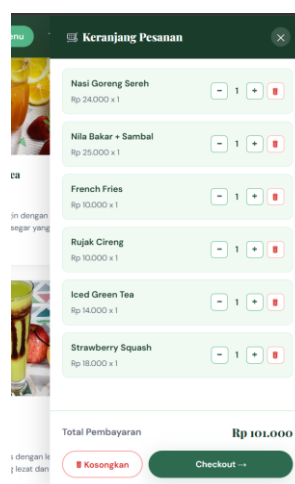 enu
Keranjang Pesanan
Nasi Goreng Sereh
Rp 24.000 x 1
1
Nila Bakar + Sambal
Rp 25.000 x 1
1
French Fries
Rp 10.000 x 1
1
Rujak Cireng
Rp 10.000 x 1
1
Iced Green Tea
Rp 14.000 x 1
1
Strawberry Squash
Rp 18.000 x 1
1
ea
jin dengan
segar yang
Total Pembayaran
Rp 101.000
Kosongkan
Checkout →
dengan le
lezat dan